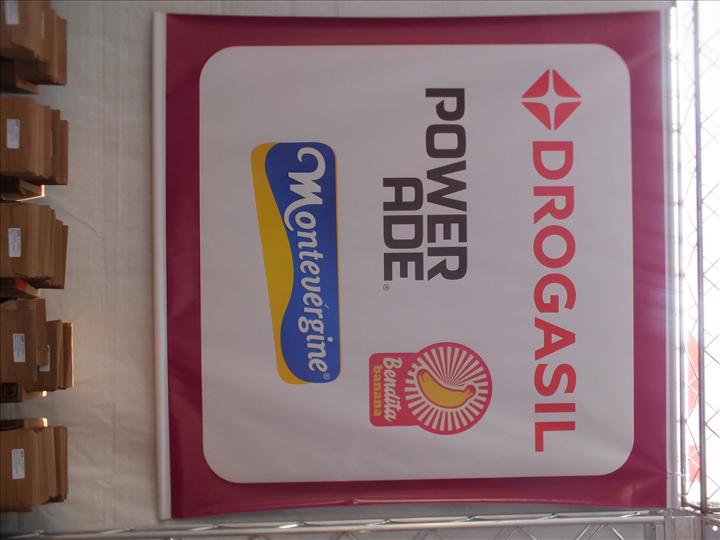 DROGASIL
POWER
ADE®
Bendita
banana
Montevérgine®